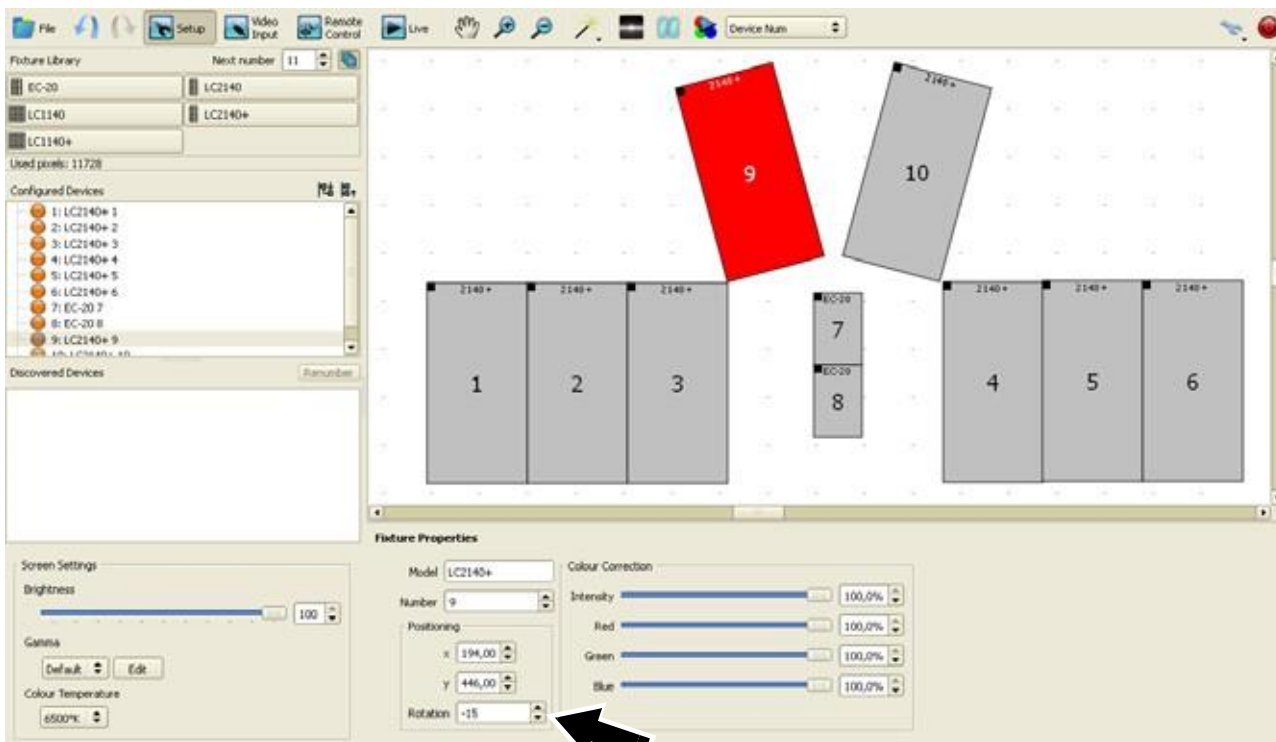 File Setup Video Input Remote Control Live Device Num
Fixture Library Next number 11
EC-20 LC2140
LC1140 LC2140+
LC1140+
Used pixels: 11728
Configured Devices
1: LC2140+ 1
2: LC2140+ 2
3: LC2140+ 3
4: LC2140+ 4
5: LC2140+ 5
6: LC2140+ 6
7: EC-20 7
8: EC-20 8
9: LC2140+ 9
10: LC2140+ 10
Discovered Devices Renumber
2140+ 2140+
9 10
2140+ 2140+ 2140+ EC-20 2140+ 2140+ 2140+
7
EC-20
1 2 3 8 4 5 6
Screen Settings
Brightness
100
Gamma
Default Edit
Colour Temperature
6500°K
Fixture Properties
Model LC2140+
Number 9
Positioning
x 194,00
y 446,00
Rotation -15
Colour Correction
Intensity 100,0%
Red 100,0%
Green 100,0%
Blue 100,0%